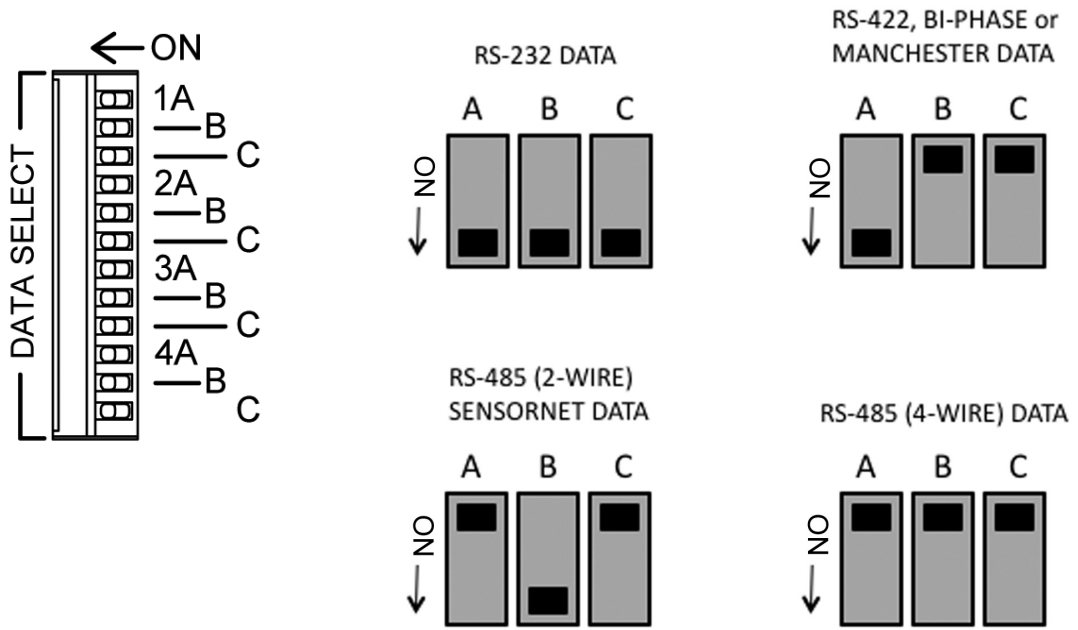 ON
DATA SELECT
1A
B
C
2A
B
C
3A
B
C
4A
B
C
RS-232 DATA
A B C
ON
RS-422, BI-PHASE or
MANCHESTER DATA
A B C
ON
RS-485 (2-WIRE)
SENSORNET DATA
A B C
ON
RS-485 (4-WIRE) DATA
A B C
ON